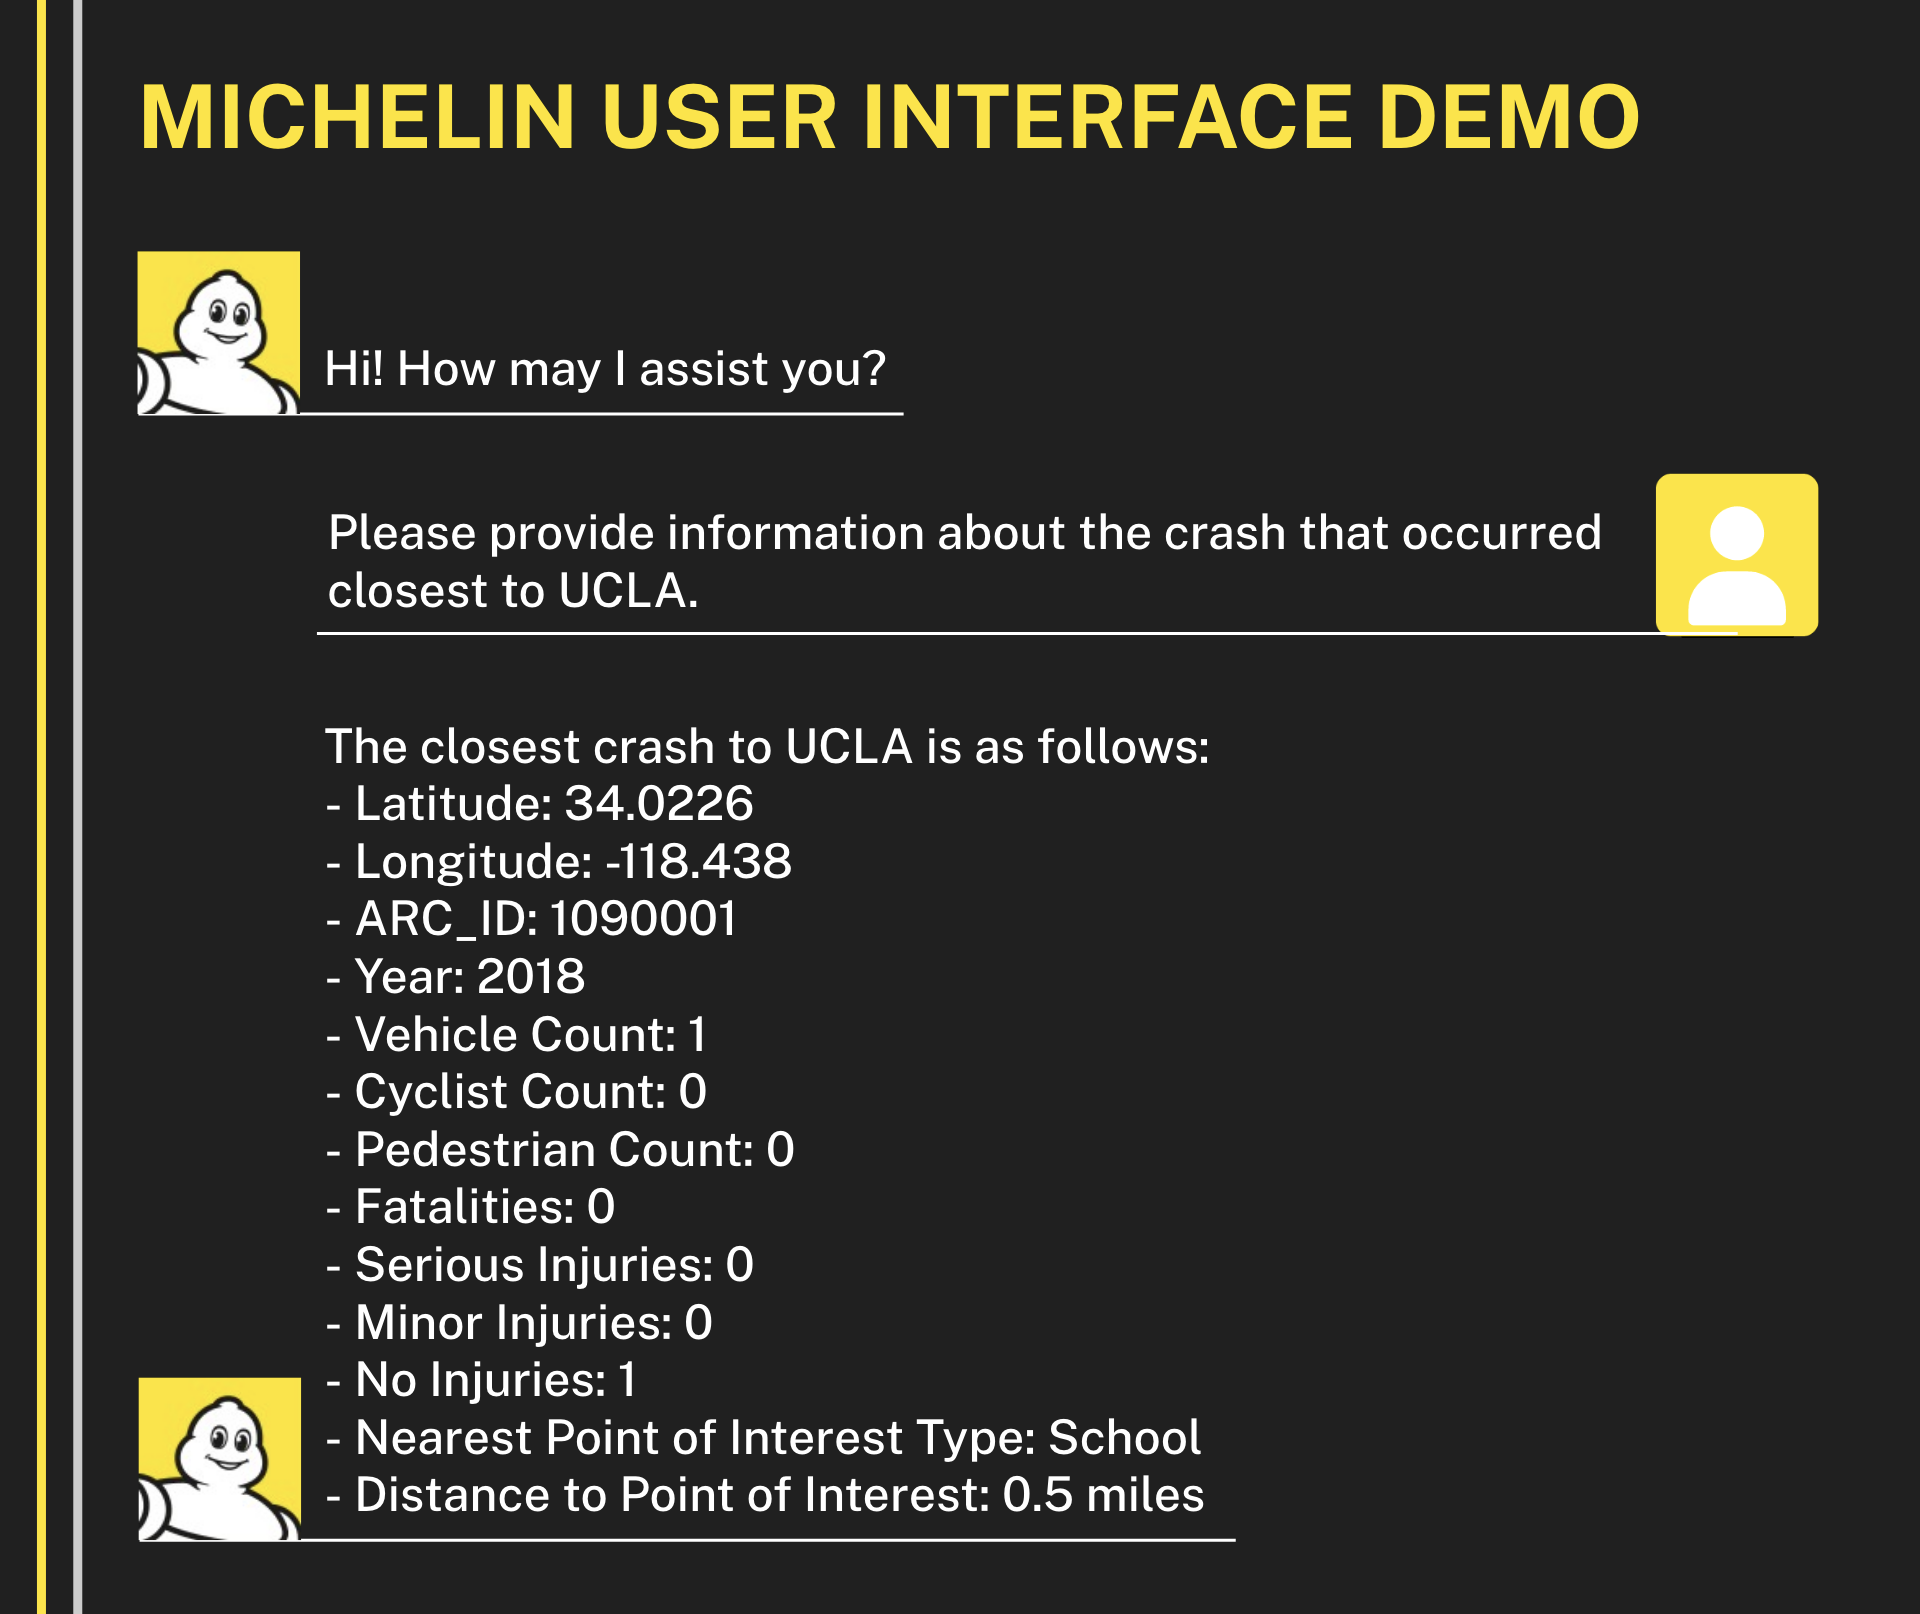 MICHELIN USER INTERFACE DEMO
Hi! How may I assist you?
Please provide information about the crash that occurred
closest to UCLA.
The closest crash to UCLA is as follows:
- Latitude: 34.0226
- Longitude: -118.438
- ARC_ID: 1090001
- Year: 2018
- Vehicle Count: 1
- Cyclist Count: 0
- Pedestrian Count: 0
- Fatalities: 0
- Serious Injuries: 0
- Minor Injuries: 0
- No Injuries: 1
- Nearest Point of Interest Type: School
- Distance to Point of Interest: 0.5 miles